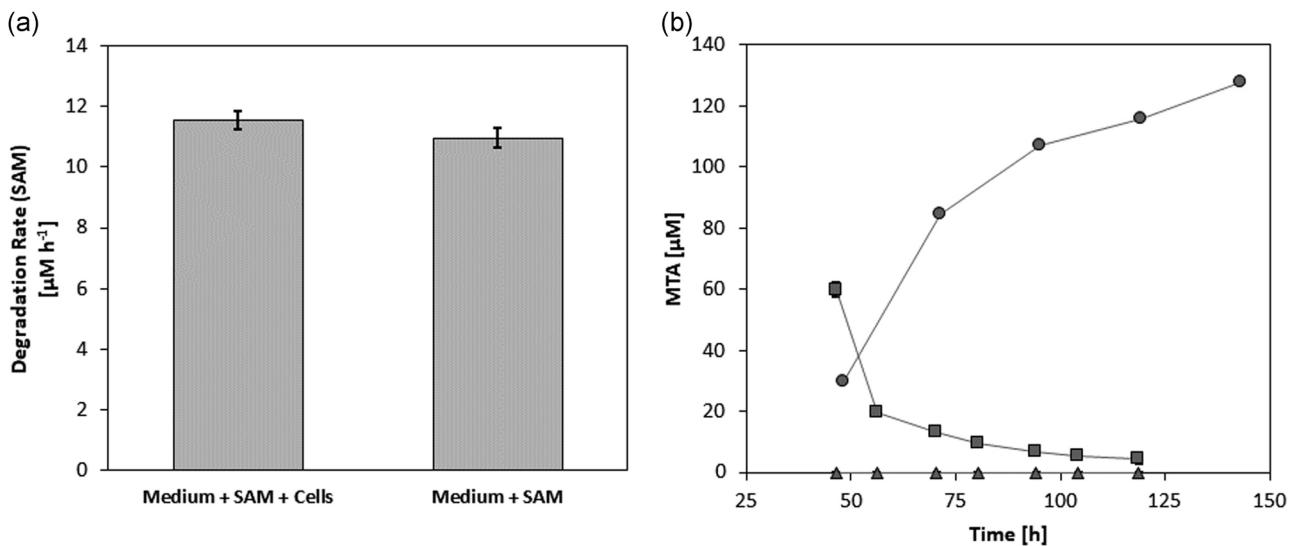 (a)
14
12
10
8
6
4
2
0
Degradation Rate (SAM)
[µM h⁻¹]
Medium + SAM + Cells
Medium + SAM
(b)
140
120
100
80
60
40
20
0
MTA [µM]
25
50
75
100
125
150
Time [h]